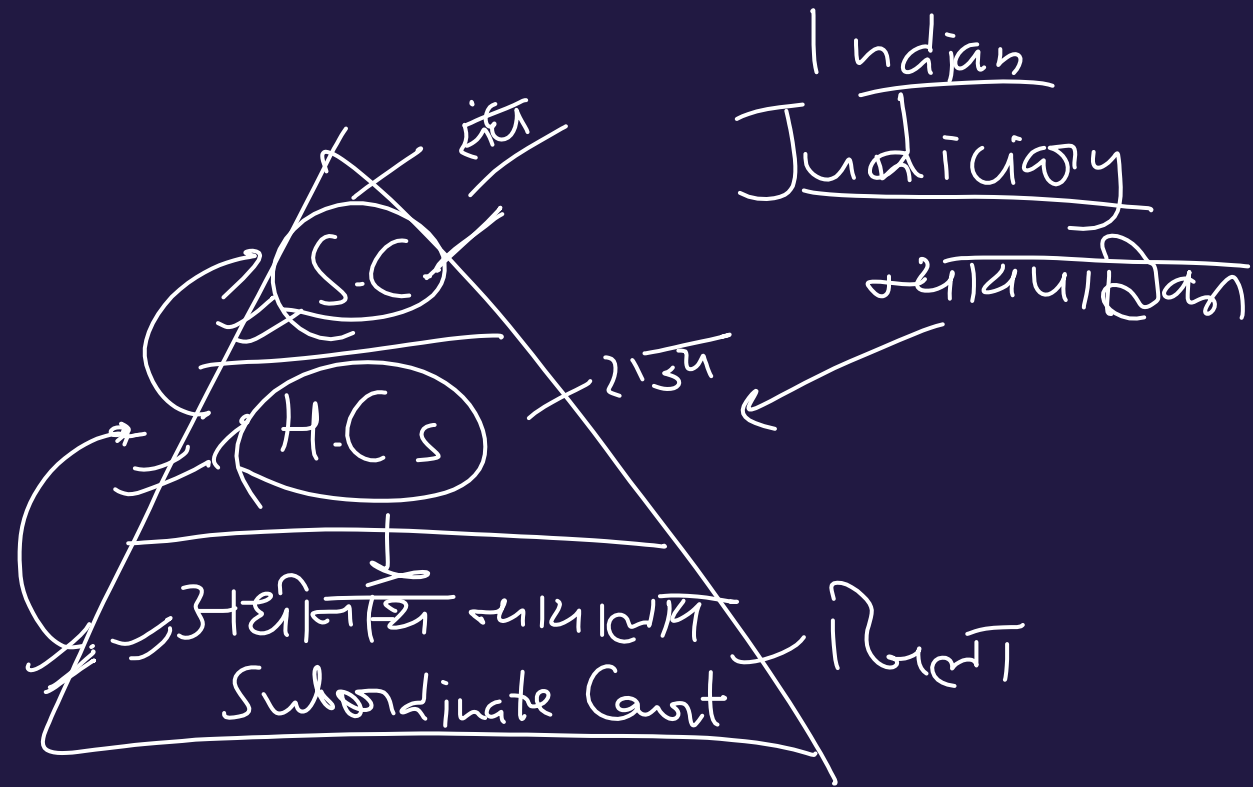 Indian
Judiciary
न्यायपालिका
संघ
S.C
राज्य
H.Cs
अधीनस्थ न्यायालय
जिला
Subordinate Court